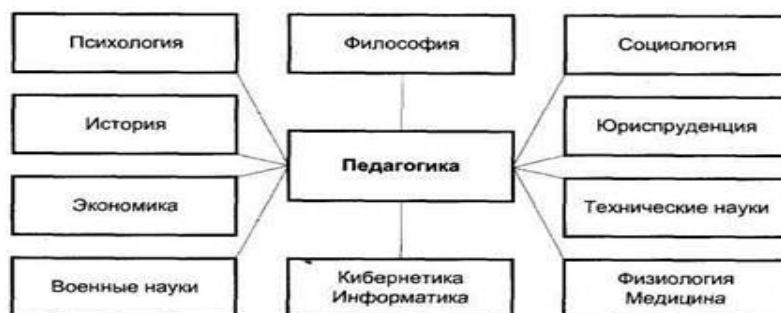 Психология
Философия
Социология
История
Педагогика
Юриспруденция
Экономика
Технические науки
Военные науки
Кибернетика
Информатика
Физиология
Медицина